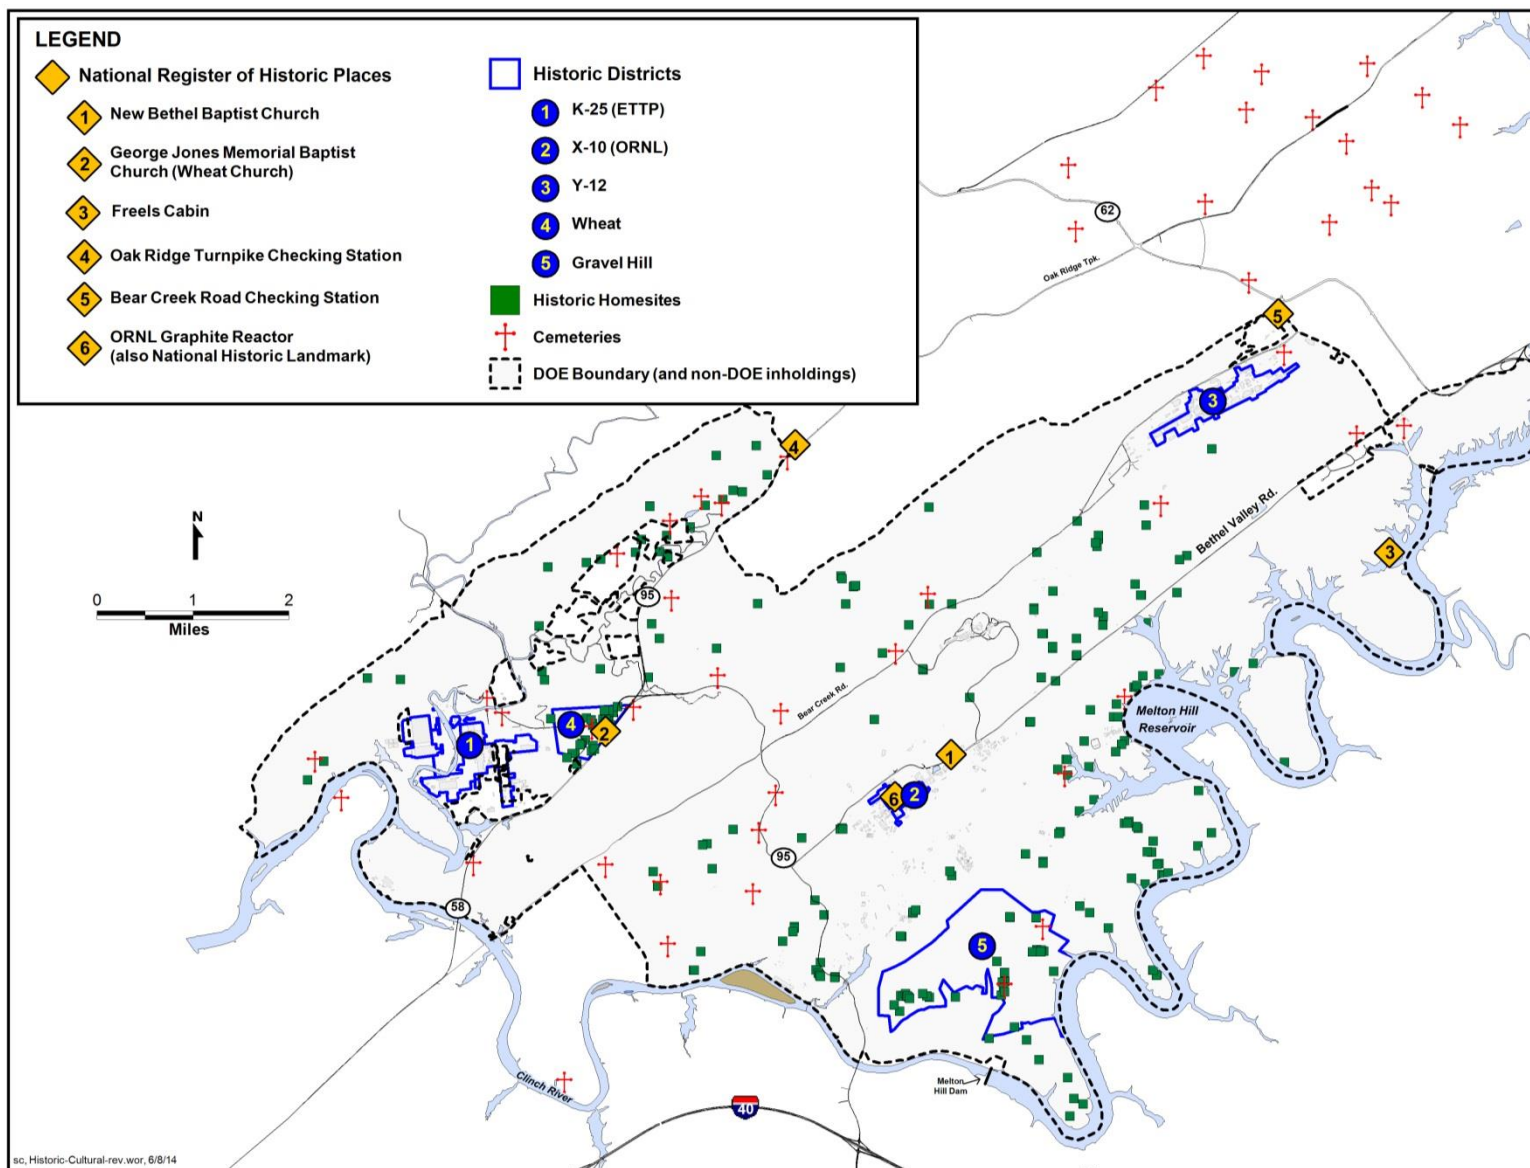 LEGEND
National Register of Historic Places
1 New Bethel Baptist Church
2 George Jones Memorial Baptist
Church (Wheat Church)
3 Freels Cabin
4 Oak Ridge Turnpike Checking Station
5 Bear Creek Road Checking Station
6 ORNL Graphite Reactor
(also National Historic Landmark)
Historic Districts
1 K-25 (ETTP)
2 X-10 (ORNL)
3 Y-12
4 Wheat
5 Gravel Hill
Historic Homesites
Cemeteries
DOE Boundary (and non-DOE inholdings)
62
Oak Ridge Tpk.
5
3
4
Bethel Valley Rd.
N
3
0 1 2
Miles
95
Bear Creek Rd.
Melton Hill
Reservoir
4
2
1
1
6
2
95
58
5
Clinch River
Melton
Hill Dam
40
sc, Historic-Cultural-rev.wor, 6/8/14